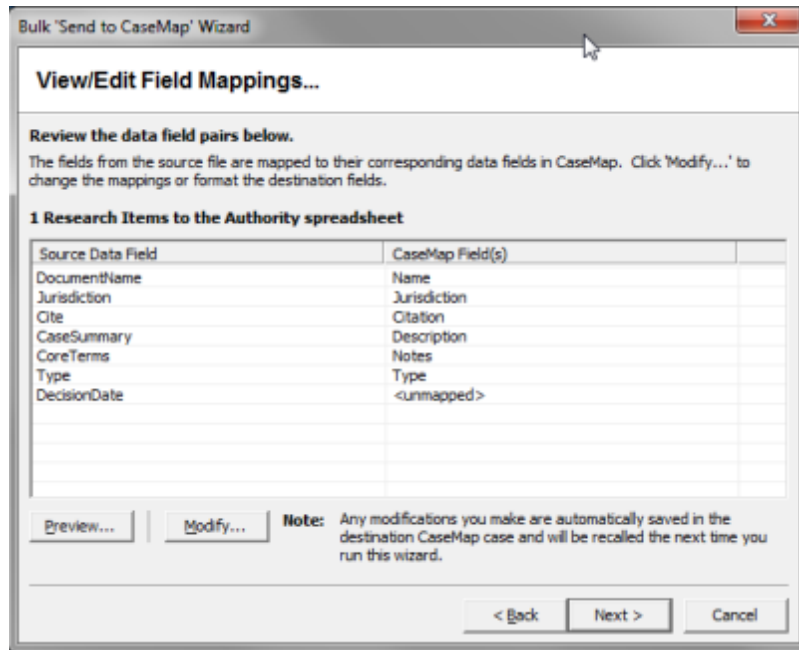 Bulk 'Send to CaseMap' Wizard
View/Edit Field Mappings...
Review the data field pairs below.
The fields from the source file are mapped to their corresponding data fields in CaseMap. Click 'Modify...' to
change the mappings or format the destination fields.
1 Research Items to the Authority spreadsheet
Source Data Field CaseMap Field(s)
DocumentName Name
Jurisdiction Jurisdiction
Cite Citation
CaseSummary Description
CoreTerms Notes
Type Type
DecisionDate <unmapped>
Preview... Modify... Note: Any modifications you make are automatically saved in the
destination CaseMap case and will be recalled the next time you
run this wizard.
< Back Next > Cancel